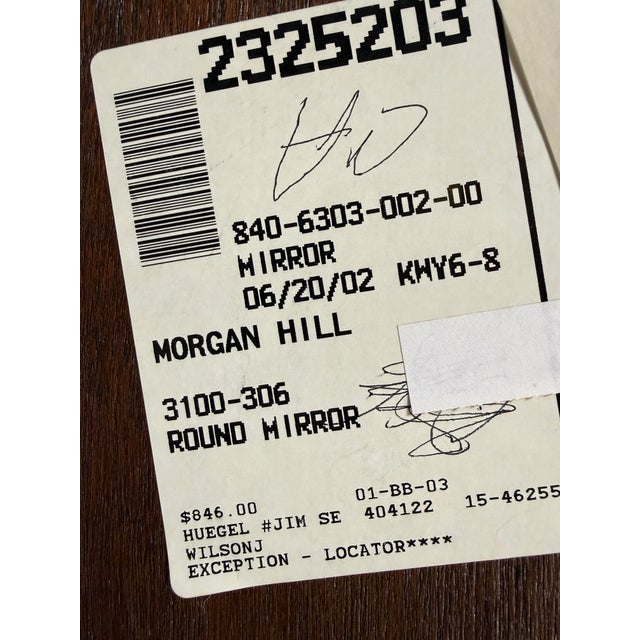 2325203
840-6303-002-00
MIRROR
06/20/02 KWY6-8
MORGAN HILL
3100-306
ROUND MIRROR
$846.00 01-BB-03 15-46255
HUEGEL #JIM SE 404122
WILSONJ
EXCEPTION - LOCATOR****